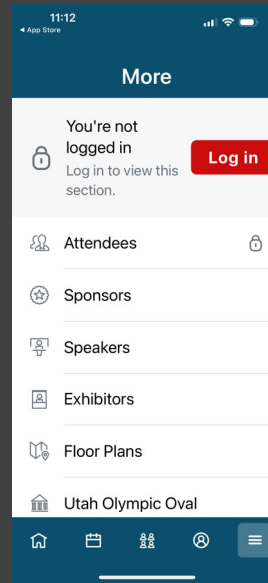 11:12
◀ App Store
More
You're not
logged in
Log in to view this
section.
Log in
Attendees
Sponsors
Speakers
Exhibitors
Floor Plans
Utah Olympic Oval